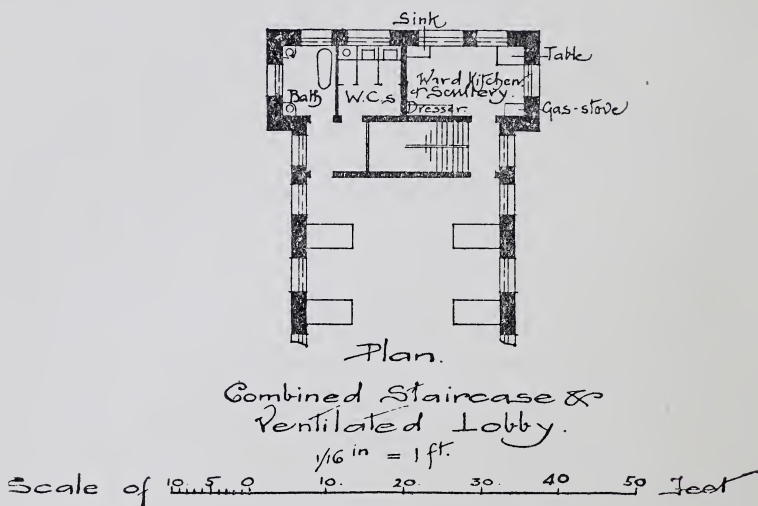 Sink
Table
Bath
W.C.s
Ward Kitchen
& Scullery.
Dresser.
Gas-stove
Plan.
Combined Staircase &
Ventilated Lobby.
1/16 in = 1 ft.
Scale of 10. 5. 0 10. 20. 30. 40 50 Feet